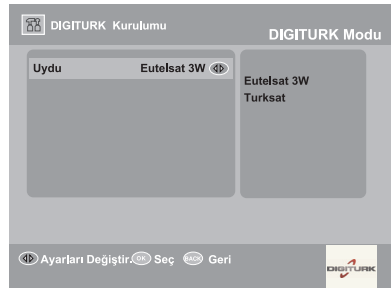 DIGITURK Kurulumu
DIGITURK Modu
Uydu Eutelsat 3W
Eutelsat 3W
Turksat
Ayarları Değiştir. OK Seç BACK Geri
DIGITURK